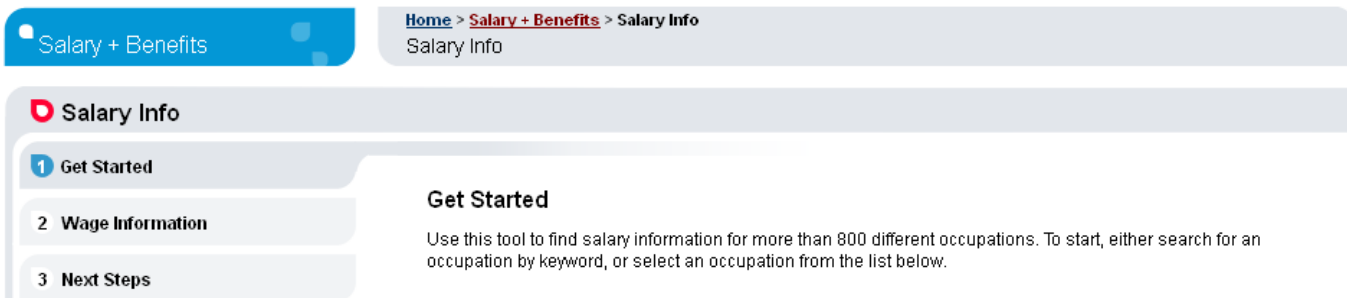 Salary + Benefits
Home > Salary + Benefits > Salary Info
Salary Info
Salary Info
1 Get Started
2 Wage Information
3 Next Steps
Get Started
Use this tool to find salary information for more than 800 different occupations. To start, either search for an
occupation by keyword, or select an occupation from the list below.